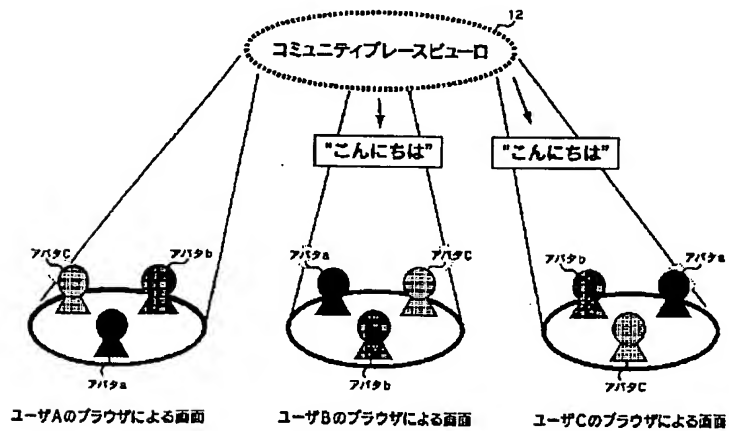 12
コミュニティプレースビューロ
"こんにちは"
"こんにちは"
アバタC
アバタb
アバタa
アバタC
アバタb
アバタa
アバタa
アバタb
アバタC
ユーザAのブラウザによる画面
ユーザBのブラウザによる画面
ユーザCのブラウザによる画面